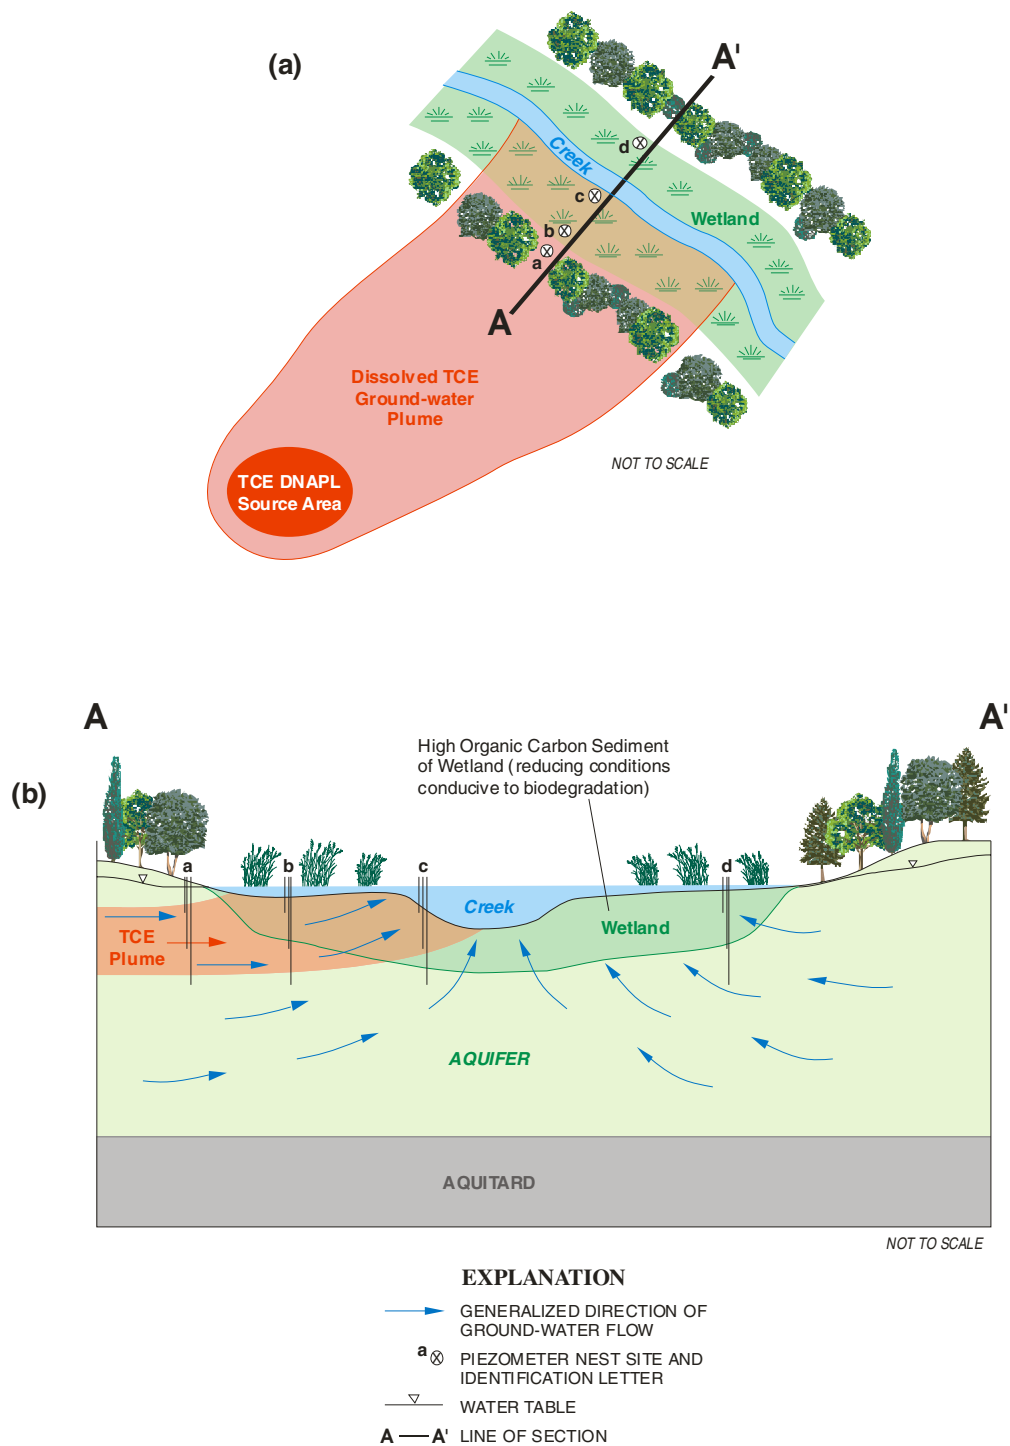 (a)
A'
d
Creek
c
Wetland
b
a
A
Dissolved TCE
Ground-water
Plume
NOT TO SCALE
TCE DNAPL
Source Area
A
A'
(b)
High Organic Carbon Sediment
of Wetland (reducing conditions
conducive to biodegradation)
a
b
c
d
Creek
Wetland
TCE
Plume
AQUIFER
AQUITARD
NOT TO SCALE
EXPLANATION
GENERALIZED DIRECTION OF
GROUND-WATER FLOW
a
PIEZOMETER NEST SITE AND
IDENTIFICATION LETTER
WATER TABLE
A A' LINE OF SECTION